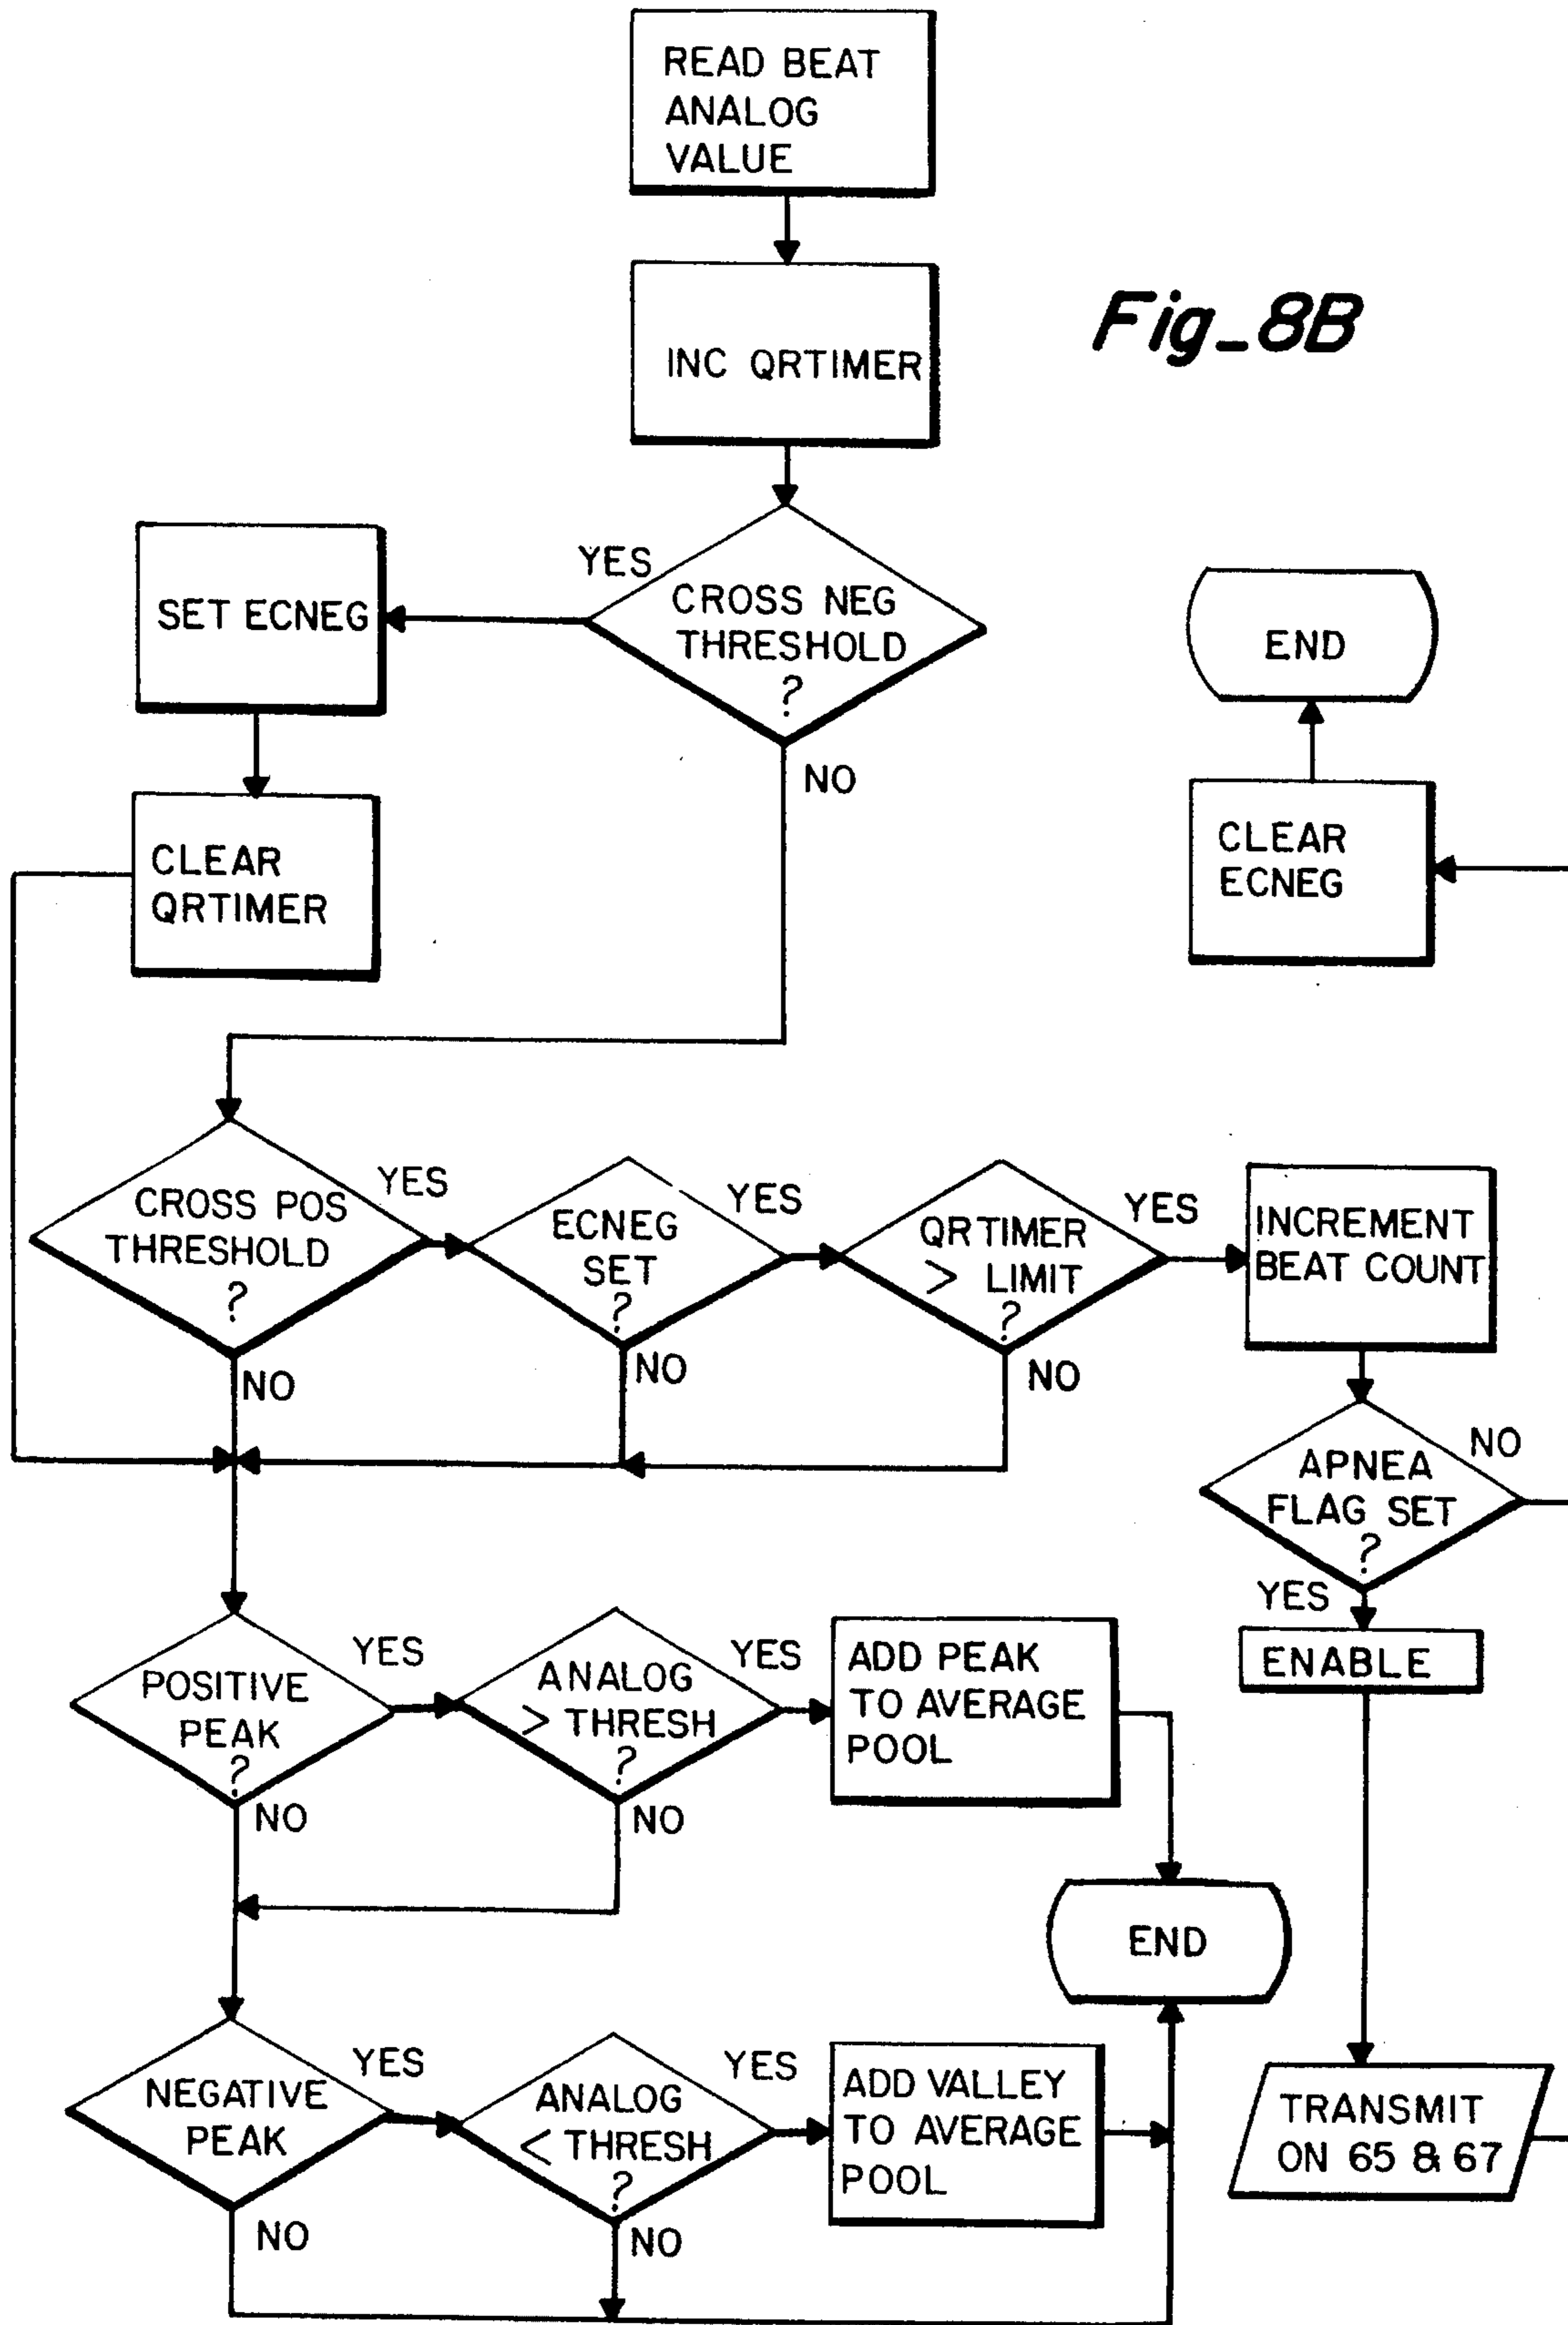 READ BEAT
ANALOG
VALUE
INC QRTIMER
Fig_8B
YES
CROSS NEG
THRESHOLD
?
SET ECNEG
END
NO
CLEAR
QRTIMER
CLEAR
ECNEG
CROSS POS
THRESHOLD
?
YES
ECNEG
SET
?
YES
QRTIMER
> LIMIT
?
YES
INCREMENT
BEAT COUNT
NO
NO
NO
APNEA
FLAG SET
?
NO
YES
ENABLE
POSITIVE
PEAK
?
YES
ANALOG
> THRESH
?
YES
ADD PEAK
TO AVERAGE
POOL
NO
NO
END
NEGATIVE
PEAK
YES
ANALOG
< THRESH
?
YES
ADD VALLEY
TO AVERAGE
POOL
TRANSMIT
ON 65 & 67
NO
NO